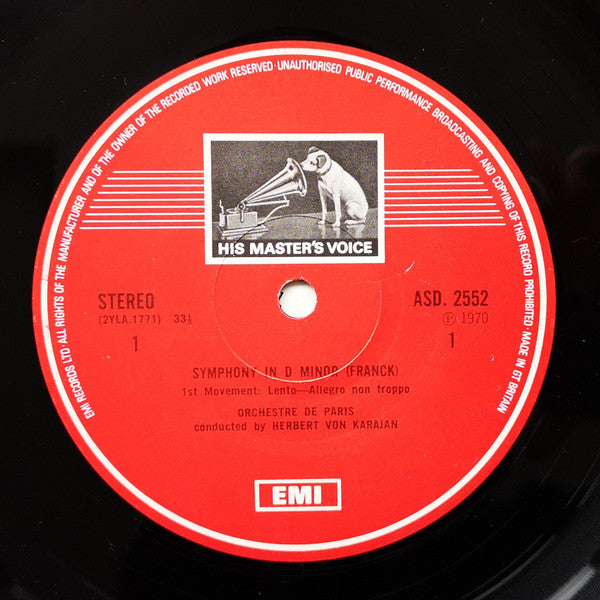 EMI RECORDS LTD · ALL RIGHTS OF THE MANUFACTURER AND OF THE OWNER OF THE RECORDED WORK RESERVED · UNAUTHORISED PUBLIC PERFORMANCE BROADCASTING AND COPYING OF THIS RECORD PROHIBITED · MADE IN GT BRITAIN
HIS MASTER'S VOICE
STEREO ASD. 2552
(2YLA.1771) 33⅓ ℗ 1970
1 1
SYMPHONY IN D MINOR (FRANCK)
1st Movement: Lento—Allegro non troppo
ORCHESTRE DE PARIS
conducted by HERBERT VON KARAJAN
EMI